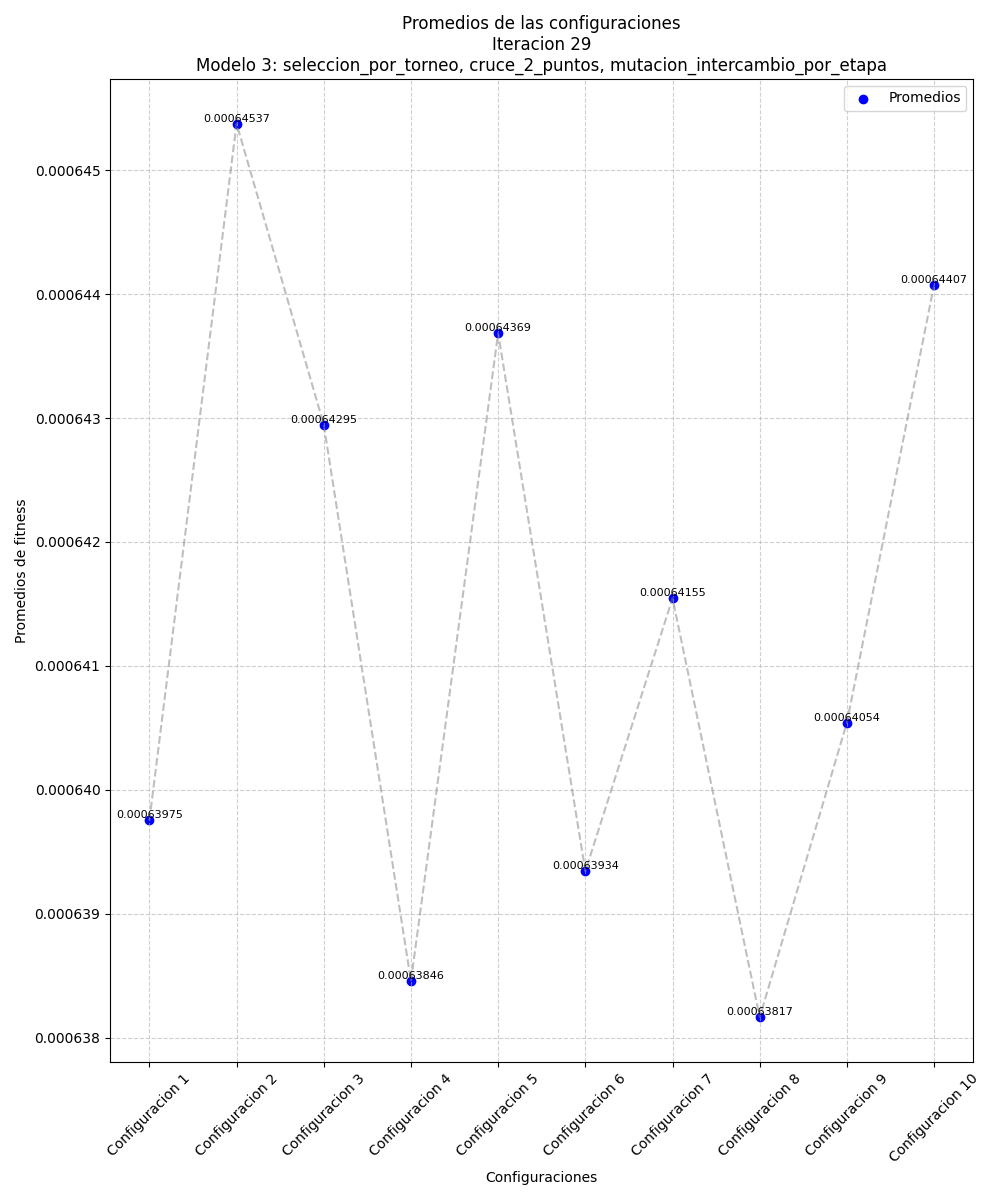 Promedios de las configuraciones
Iteracion 29
Modelo 3: seleccion_por_torneo, cruce_2_puntos, mutacion_intercambio_por_etapa
Promedios
0.00064537
0.000645
0.00064407
0.000644
0.00064369
0.00064295
0.000643
0.000642
Promedios de fitness
0.00064155
0.000641
0.00064054
0.000640
0.00063975
0.00063934
0.000639
0.00063846
0.00063817
0.000638
Configuracion 1
Configuracion 2
Configuracion 3
Configuracion 4
Configuracion 5
Configuracion 6
Configuracion 7
Configuracion 8
Configuracion 9
Configuracion 10
Configuraciones